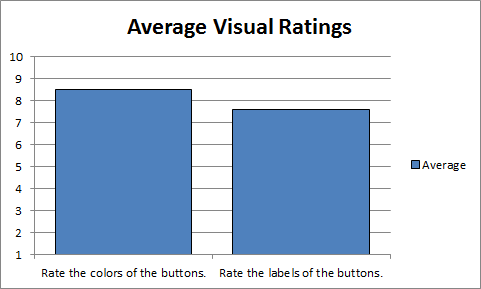 Average Visual Ratings
10
9
8
7
6
5
4
3
2
1
Average
Rate the colors of the buttons.
Rate the labels of the buttons.